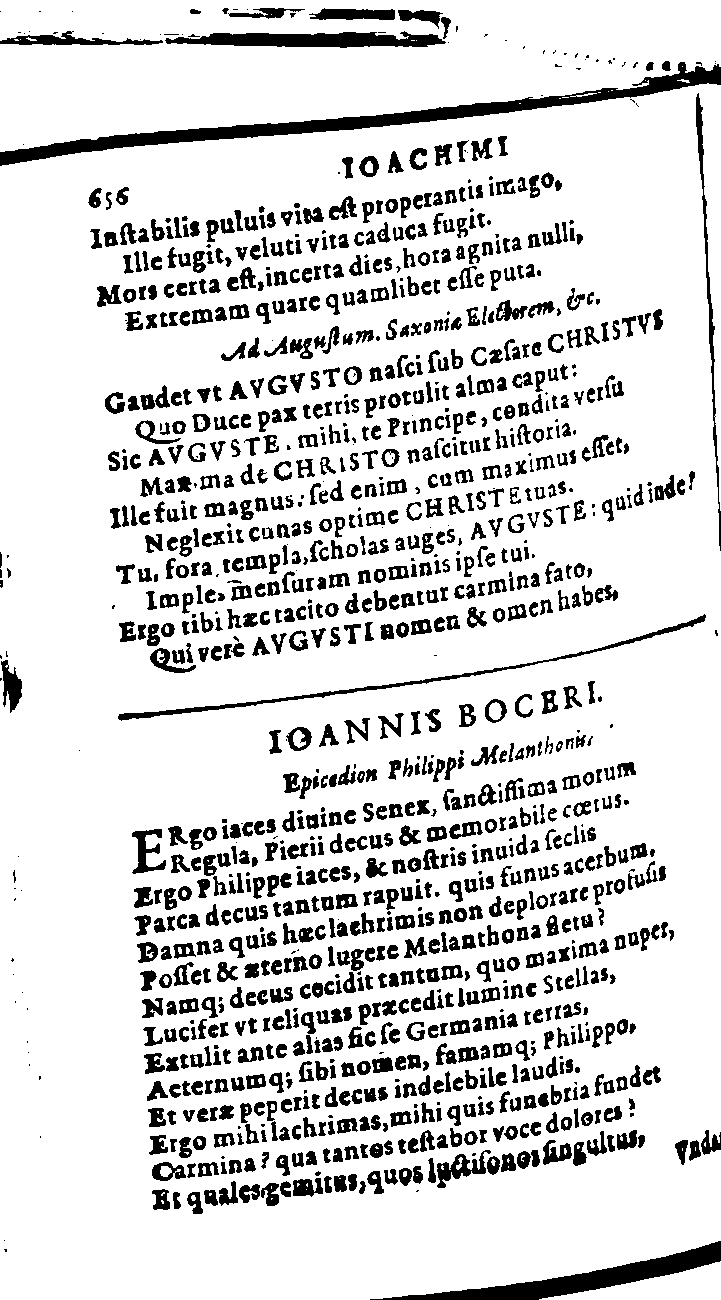 656
IOACHIMI
Inſtabilis puluis vita eſt properantis imago,
Ille fugit, veluti vita caduca fugit.
Mors certa eſt, incerta dies, hora agnita nulli,
Extremam quare quamlibet eſſe puta.
Ad Auguſtum. Saxoniæ Electorem, &c.
Gaudet vt AVGVSTO naſci ſub Cæſare CHRISTVS
Quo Duce pax terris protulit alma caput:
Sic AVGVSTE, mihi, te Principe, condita verſu
Maxima de CHRISTO naſcitur hiſtoria.
Ille fuit magnus: ſed enim, cum maximus eſſet,
Neglexit cunas optime CHRISTE tuas.
Tu, fora, templa, ſcholas auges, AVGVSTE: quid inde?
Imples menſuram nominis ipſe tui.
Ergo tibi hæc tacito debentur carmina fato,
Qui verè AVGVSTI nomen & omen habes,
IOANNIS BOCERI.
Epicedion Philippi Melanthonis,
ERgo iaces diuine Senex, ſanctiſſima morum
Regula, Pierii decus & memorabile cœtus.
Ergo Philippe iaces, & noſtris inuida ſeclis
Parca decus tantum rapuit. quis funus acerbum,
Damna quis hæc lachrimis non deplorare profuſis
Poſſet & æterno lugere Melanthona fletu?
Namq; decus cecidit tantum, quo maxima nuper,
Lucifer vt reliquas præcedit lumine Stellas,
Extulit ante alias ſic ſe Germania terras,
Aeternumq; ſibi nomen, famamq; Philippo,
Et veræ peperit decus indelebile laudis.
Ergo mihi lachrimas, mihi quis funebria fundet
Carmina? qua tantos teſtabor voce dolores?
Et quales gemitus, quos luctiſonos ſingultus,